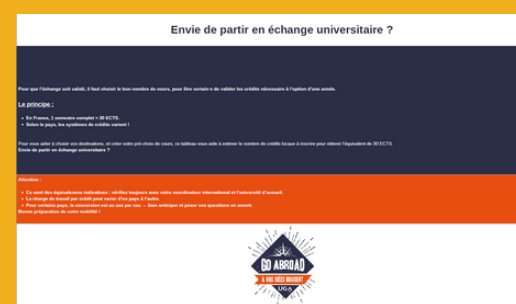 Envie de partir en échange universitaire ?
Pour que l'échange soit validé, il faut choisir le bon nombre de cours, pour être certain·e de valider les crédits nécessaire à l'option d'une année.
Le principe :
En France, 1 semestre complet = 30 ECTS.
Selon le pays, les systèmes de crédits varient !
Pour vous aider à choisir vos destinations, et créer votre pré-choix de cours, ce tableau vous aide à estimer le nombre de crédits locaux à inscrire pour obtenir l'équivalent de 30 ECTS.
Envie de partir en échange universitaire ?
Attention :
Ce sont des équivalences indicatives : vérifiez toujours avec votre coordinateur international et l'université d'accueil.
La charge de travail par crédit peut varier d'un pays à l'autre.
Pour certains pays, la conversion est au cas par cas → bien anticiper et poser vos questions en amont.
Bonne préparation de votre mobilité !
GO ABROAD
À VOS IDÉES
UGA